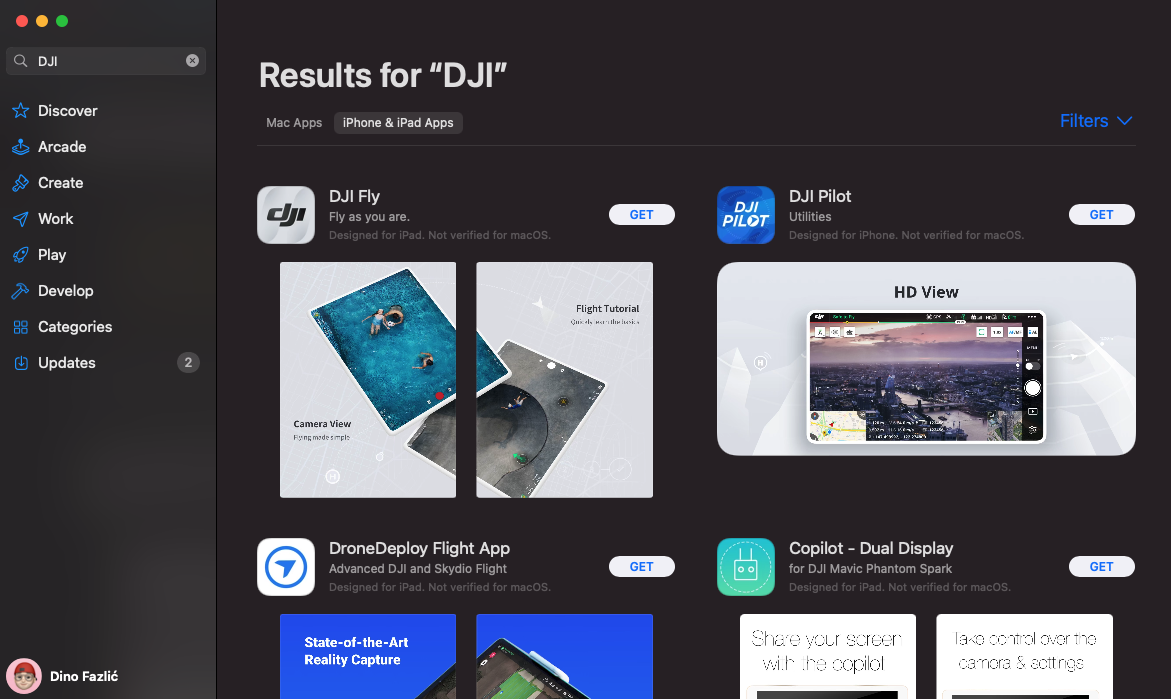 DJI
Discover
Arcade
Create
Work
Play
Develop
Categories
Updates
2
Dino Fazlić
Results for “DJI”
Mac Apps
iPhone & iPad Apps
Filters
dji
DJI Fly
Fly as you are.
Designed for iPad. Not verified for macOS.
GET
Camera View
Flying made simple
Flight Tutorial
Quickly learn the basics
DJI
PILOT
DJI Pilot
Utilities
Designed for iPhone. Not verified for macOS.
GET
HD View
DroneDeploy Flight App
Advanced DJI and Skydio Flight
Designed for iPad. Not verified for macOS.
GET
State-of-the-Art
Reality Capture
Copilot - Dual Display
for DJI Mavic Phantom Spark
Designed for iPad. Not verified for macOS.
GET
Share your screen
with the copilot
Take control over the
camera & settings